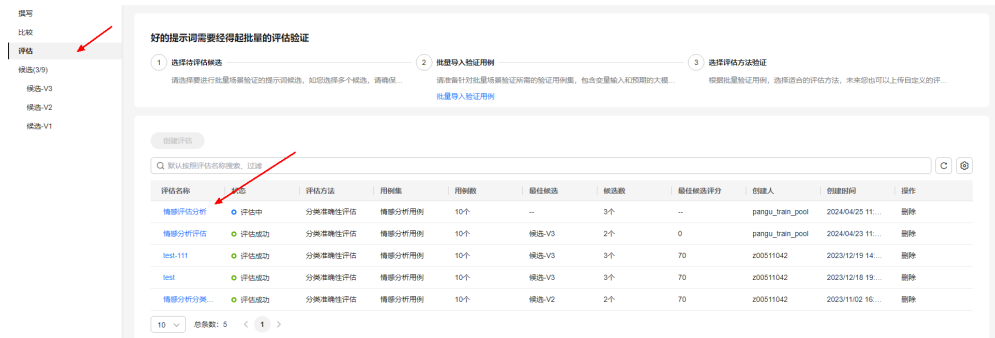 撰写
比较
评估
候选(3/9)
候选-V3
候选-V2
候选-V1
好的提示词需要经得起批量的评估验证
1 选择待评估候选
请选择要进行批量场景验证的提示词候选，如您选择多个候选，请确保...
2 批量导入验证用例
请准备针对批量场景验证所需的验证用例集，包含变量输入和预期的大模...
批量导入验证用例
3 选择评估方法验证
根据批量验证用例，选择适合的评估方法，未来您也可以上传自定义的评...
创建评估
默认按照评估名称搜索、过滤
评估名称 状态 评估方法 用例集 用例数 最佳候选 候选数 最佳候选评分 创建人 创建时间 操作
情感评估分析 评估中 分类准确性评估 情感分析用例 10个 -- 3个 -- pangu_train_pool 2024/04/25 11:... 删除
情感分析评估 评估成功 分类准确性评估 情感分析用例 10个 候选-V3 2个 0 pangu_train_pool 2024/04/23 11:... 删除
test-111 评估成功 分类准确性评估 情感分析用例 10个 候选-V3 3个 70 z00511042 2023/12/19 14:... 删除
test 评估成功 分类准确性评估 情感分析用例 10个 候选-V3 3个 70 z00511042 2023/12/18 19:... 删除
情感分析分类... 评估成功 分类准确性评估 情感分析用例 10个 候选-V2 2个 70 z00511042 2023/11/02 16:... 删除
10 总条数：5 1